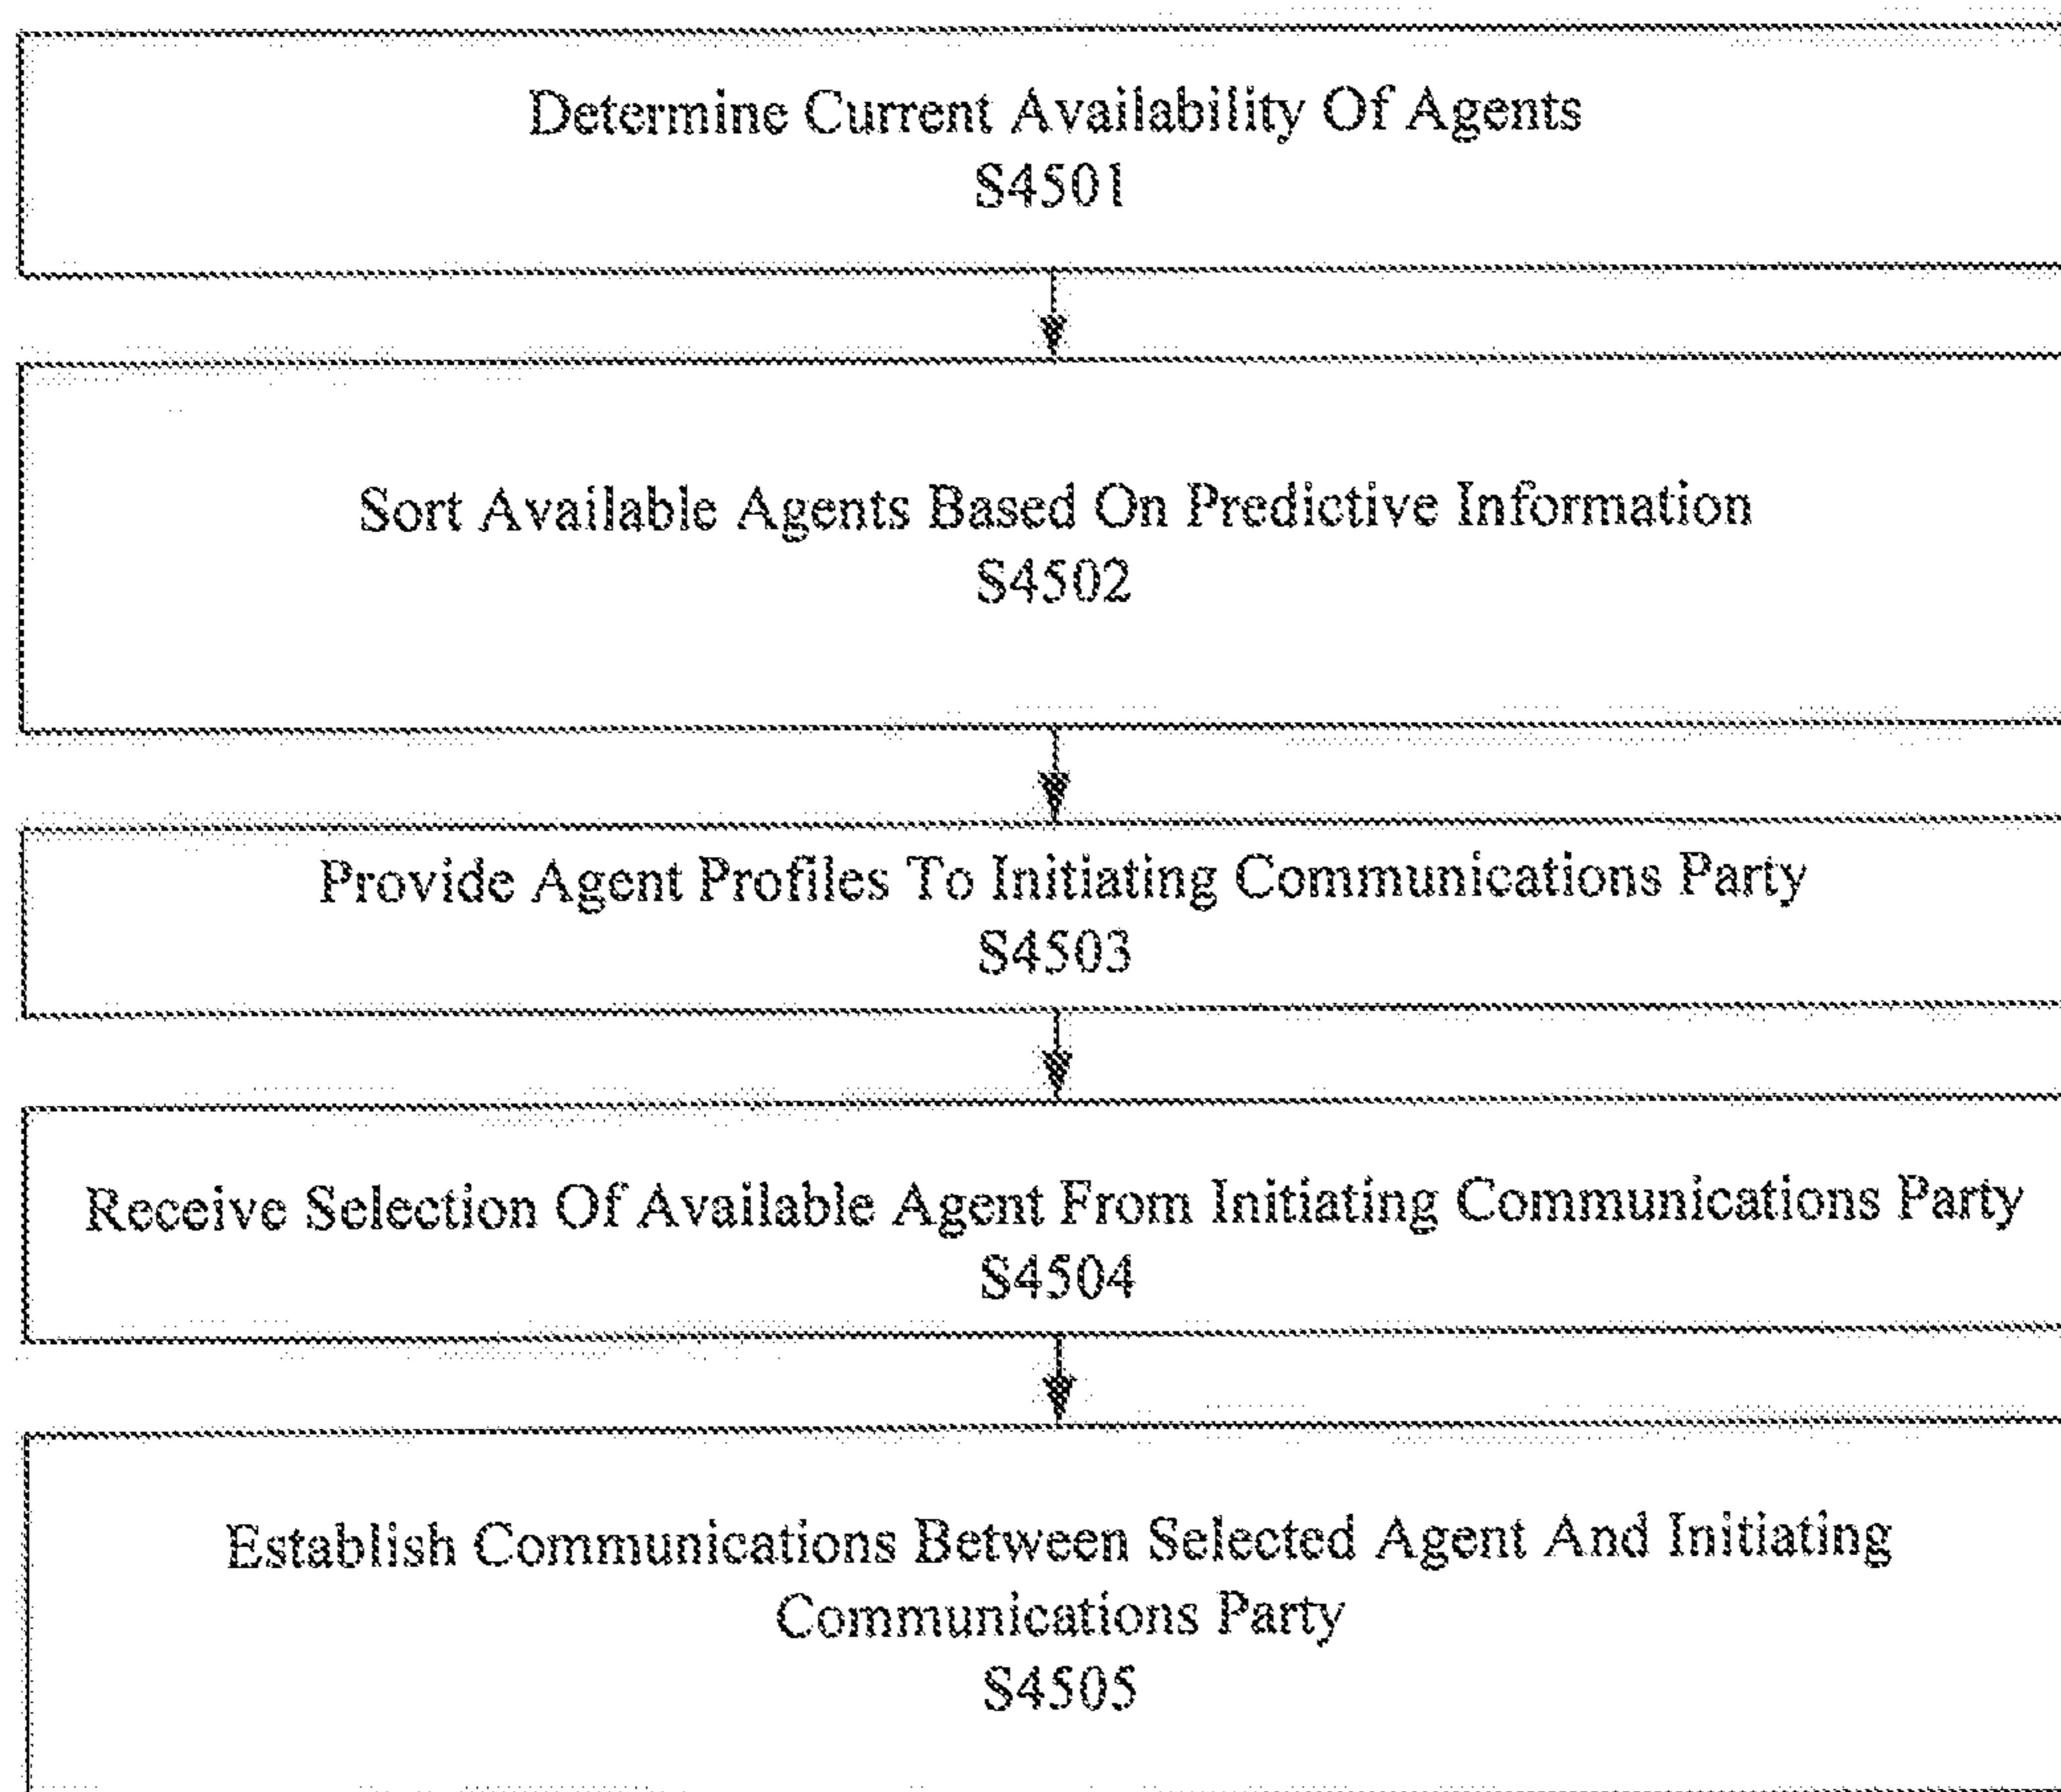 Determine Current Availability Of Agents
S4501
Sort Available Agents Based On Predictive Information
S4502
Provide Agent Profiles To Initiating Communications Party
S4503
Receive Selection Of Available Agent From Initiating Communications Party
S4504
Establish Communications Between Selected Agent And Initiating
Communications Party
S4505